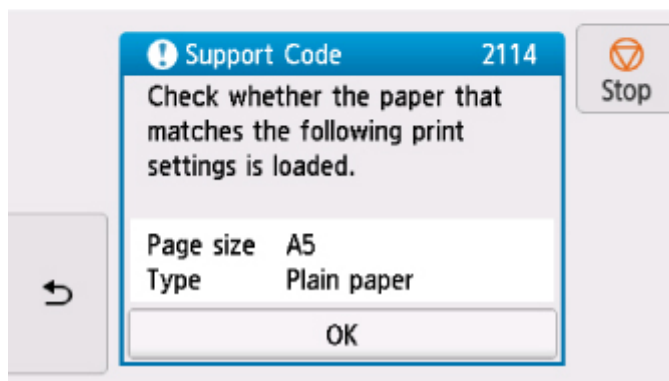 Support Code 2114
Stop
Check whether the paper that
matches the following print
settings is loaded.
Page size A5
Type Plain paper
OK